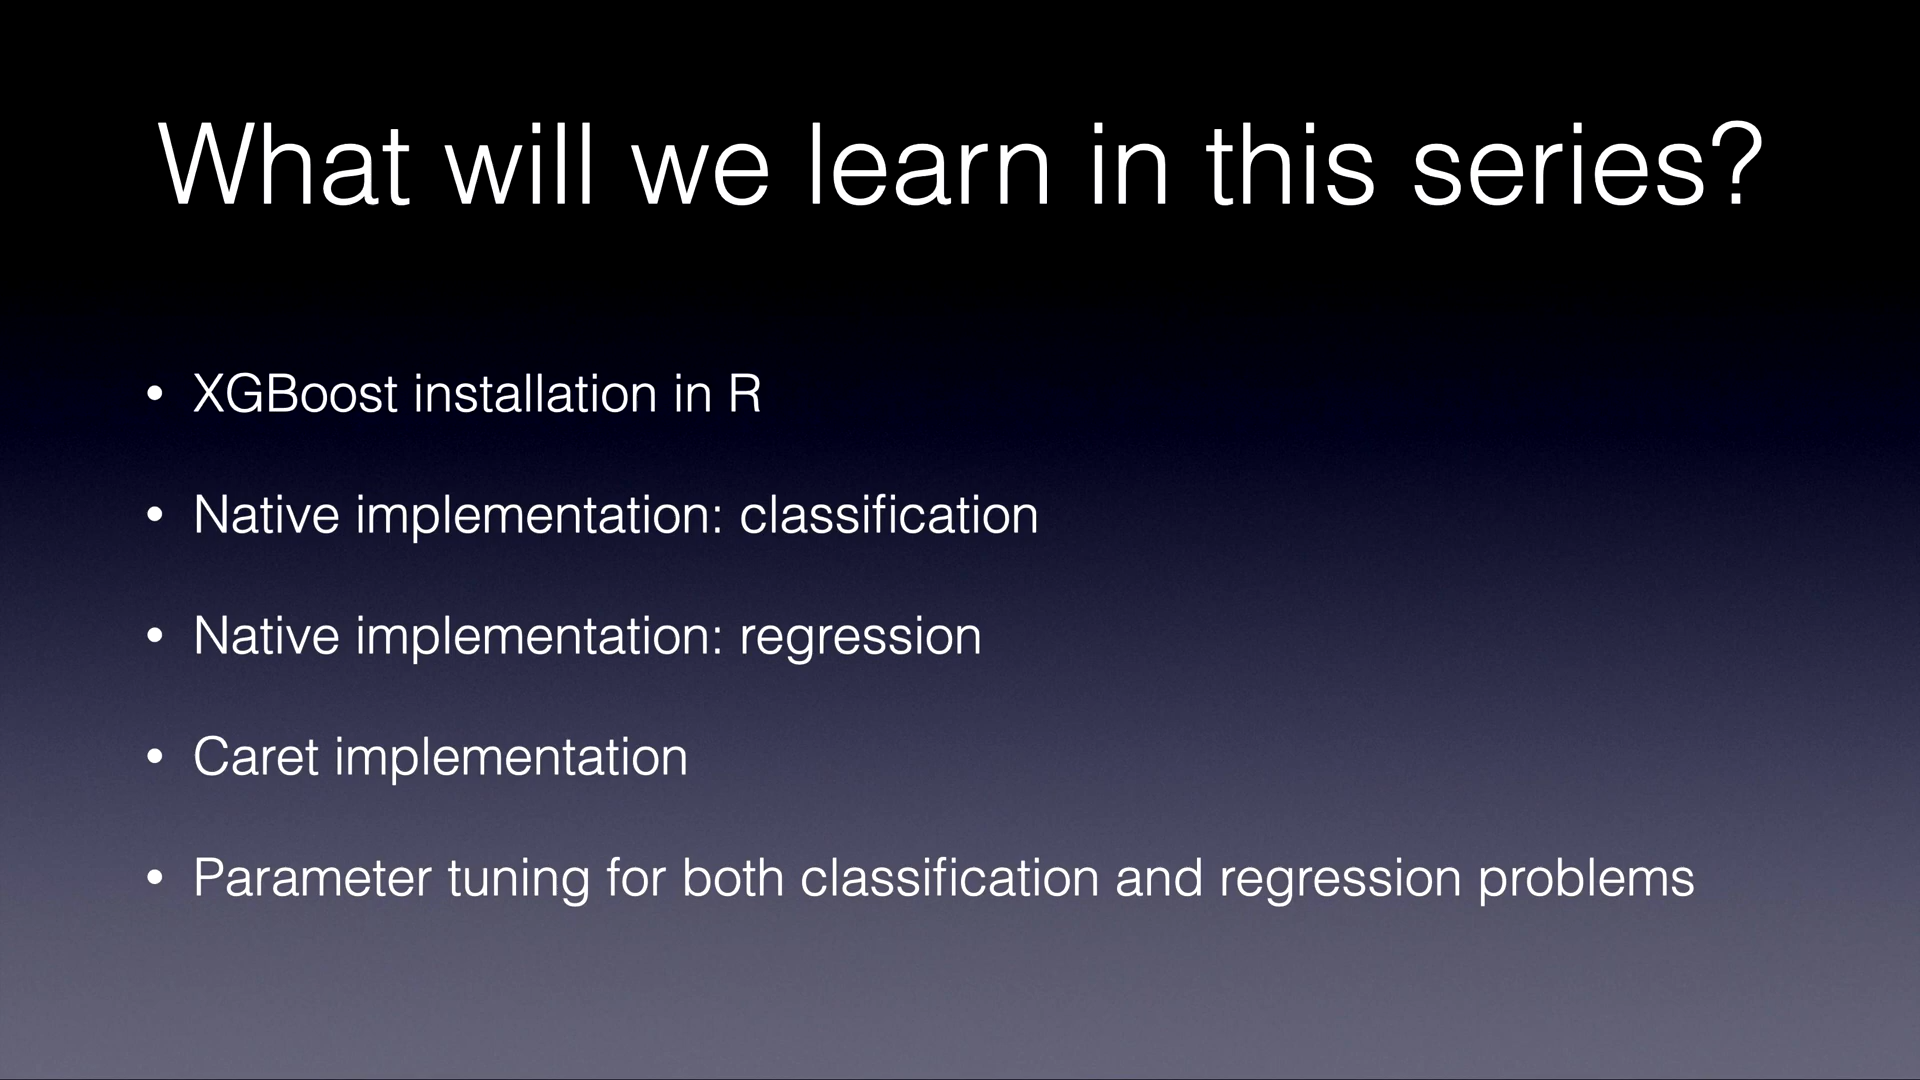 What will we learn in this series?
• XGBoost installation in R
• Native implementation: classification
• Native implementation: regression
• Caret implementation
• Parameter tuning for both classification and regression problems